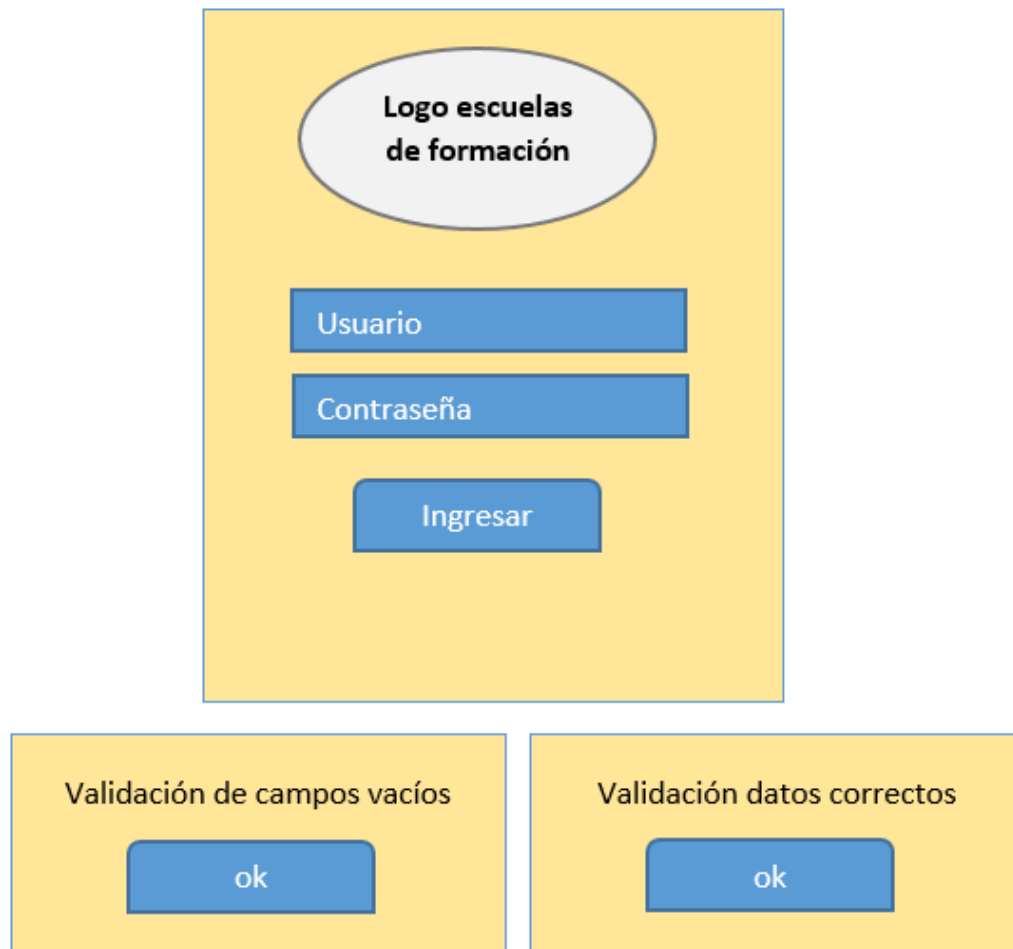 Logo escuelas
de formación
Usuario
Contraseña
Ingresar
Validación de campos vacíos
ok
Validación datos correctos
ok